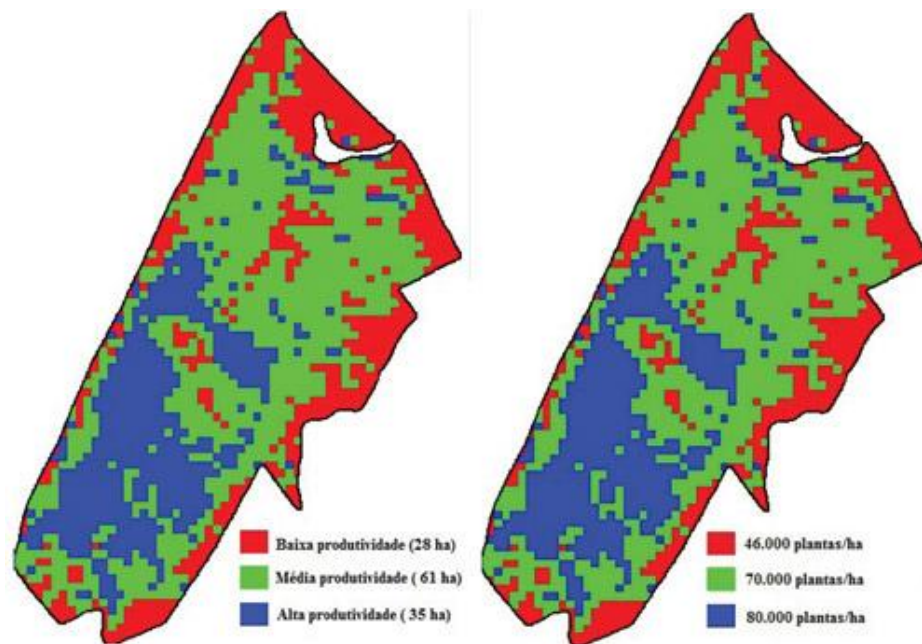 Baixa produtividade (28 ha)
Média produtividade ( 61 ha)
Alta produtividade ( 35 ha)
46.000 plantas/ha
70.000 plantas/ha
80.000 plantas/ha